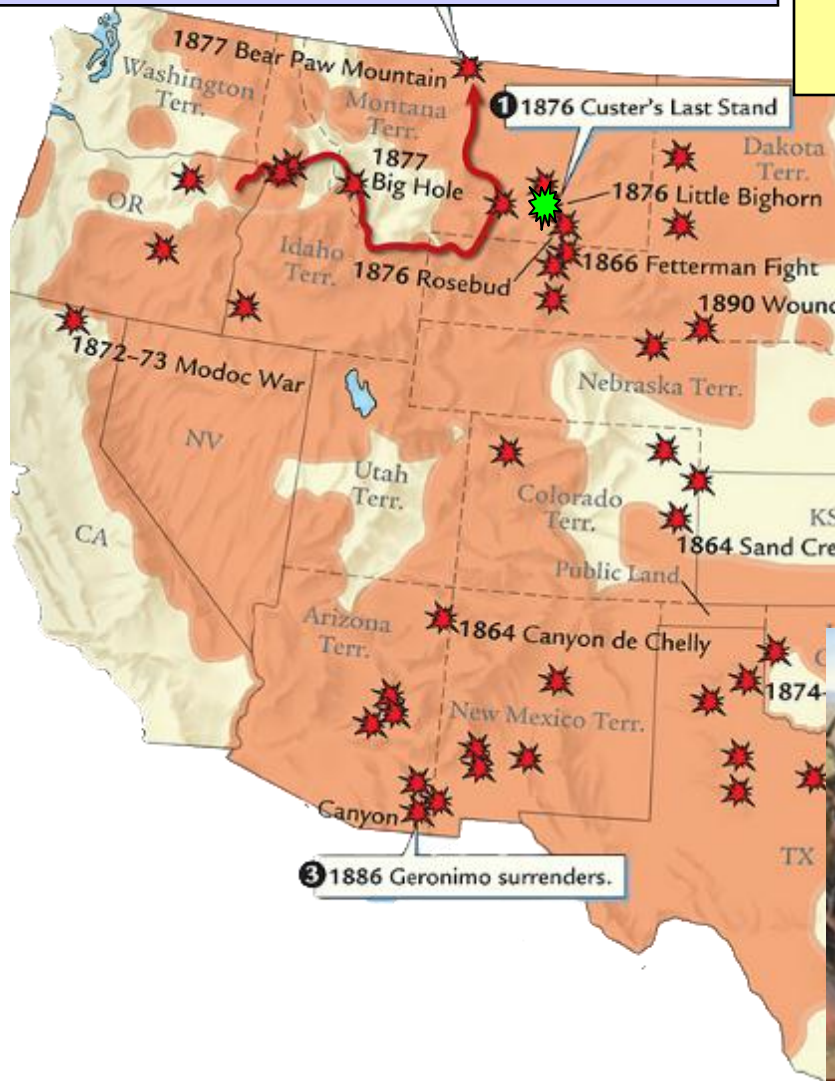 1877 Bear Paw Mountain
Washington
Terr.
Montana
Terr.
❶ 1876 Custer's Last Stand
Dakota
Terr.
1877
Big Hole
1876 Little Bighorn
OR
Idaho
Terr.
1876 Rosebud
1866 Fetterman Fight
1890 Wound
1872–73 Modoc War
Nebraska Terr.
NV
Utah
Terr.
Colorado
Terr.
KS
CA
1864 Sand Cre
Public Land
Arizona
Terr.
1864 Canyon de Chelly
1874-
New Mexico Terr.
Canyon
TX
❸ 1886 Geronimo surrenders.